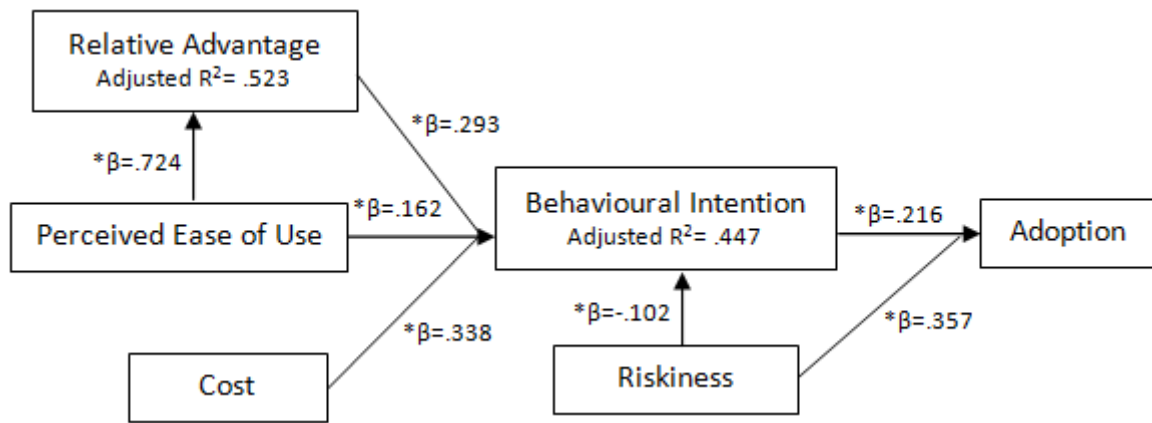 Relative Advantage
Adjusted R²= .523
*β=.293
*β=.724
Perceived Ease of Use
*β=.162
Behavioural Intention
Adjusted R²= .447
*β=.216
Adoption
*β=-.102
*β=.357
*β=.338
Cost
Riskiness